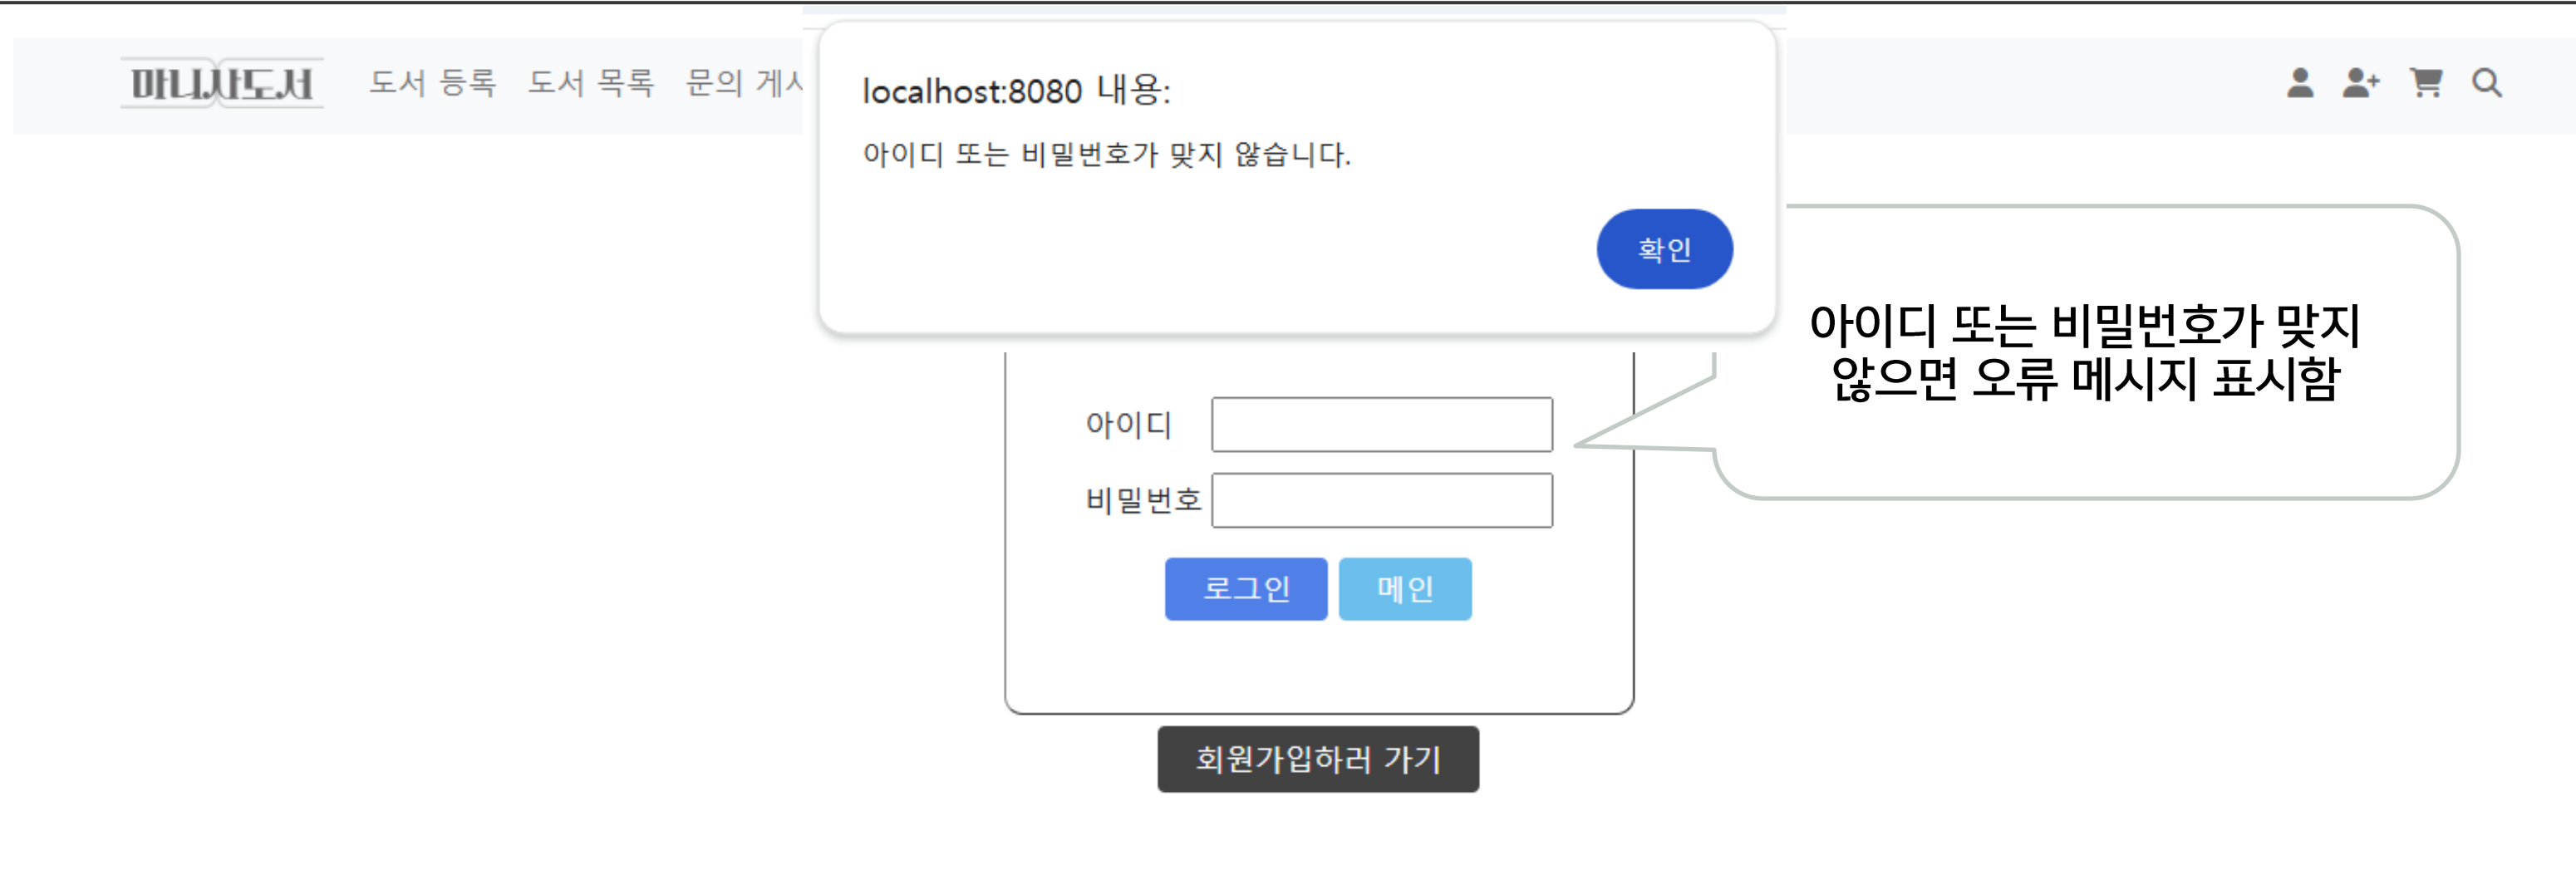 마니사도서
도서 등록 도서 목록 문의 게시
localhost:8080 내용:
아이디 또는 비밀번호가 맞지 않습니다.
확인
아이디 또는 비밀번호가 맞지
않으면 오류 메시지 표시함
아이디
비밀번호
로그인 메인
회원가입하러 가기